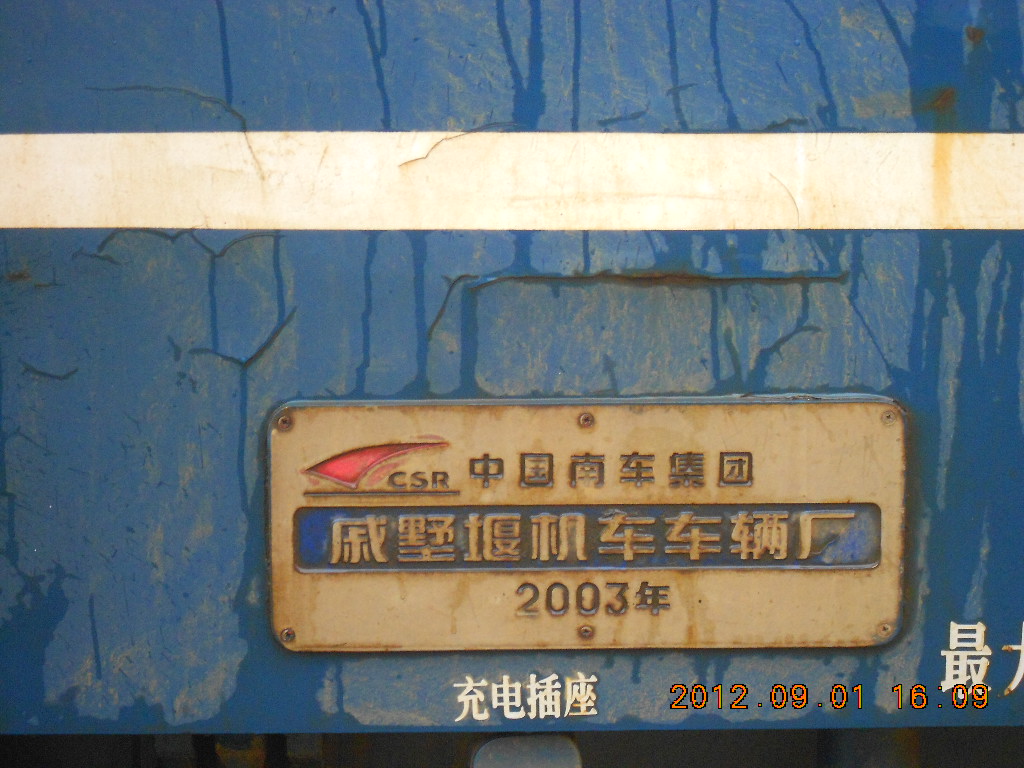 CSR 中国南车集团
戚墅堰机车车辆厂
2003年
充电插座
最大
2012.09.01 16:09